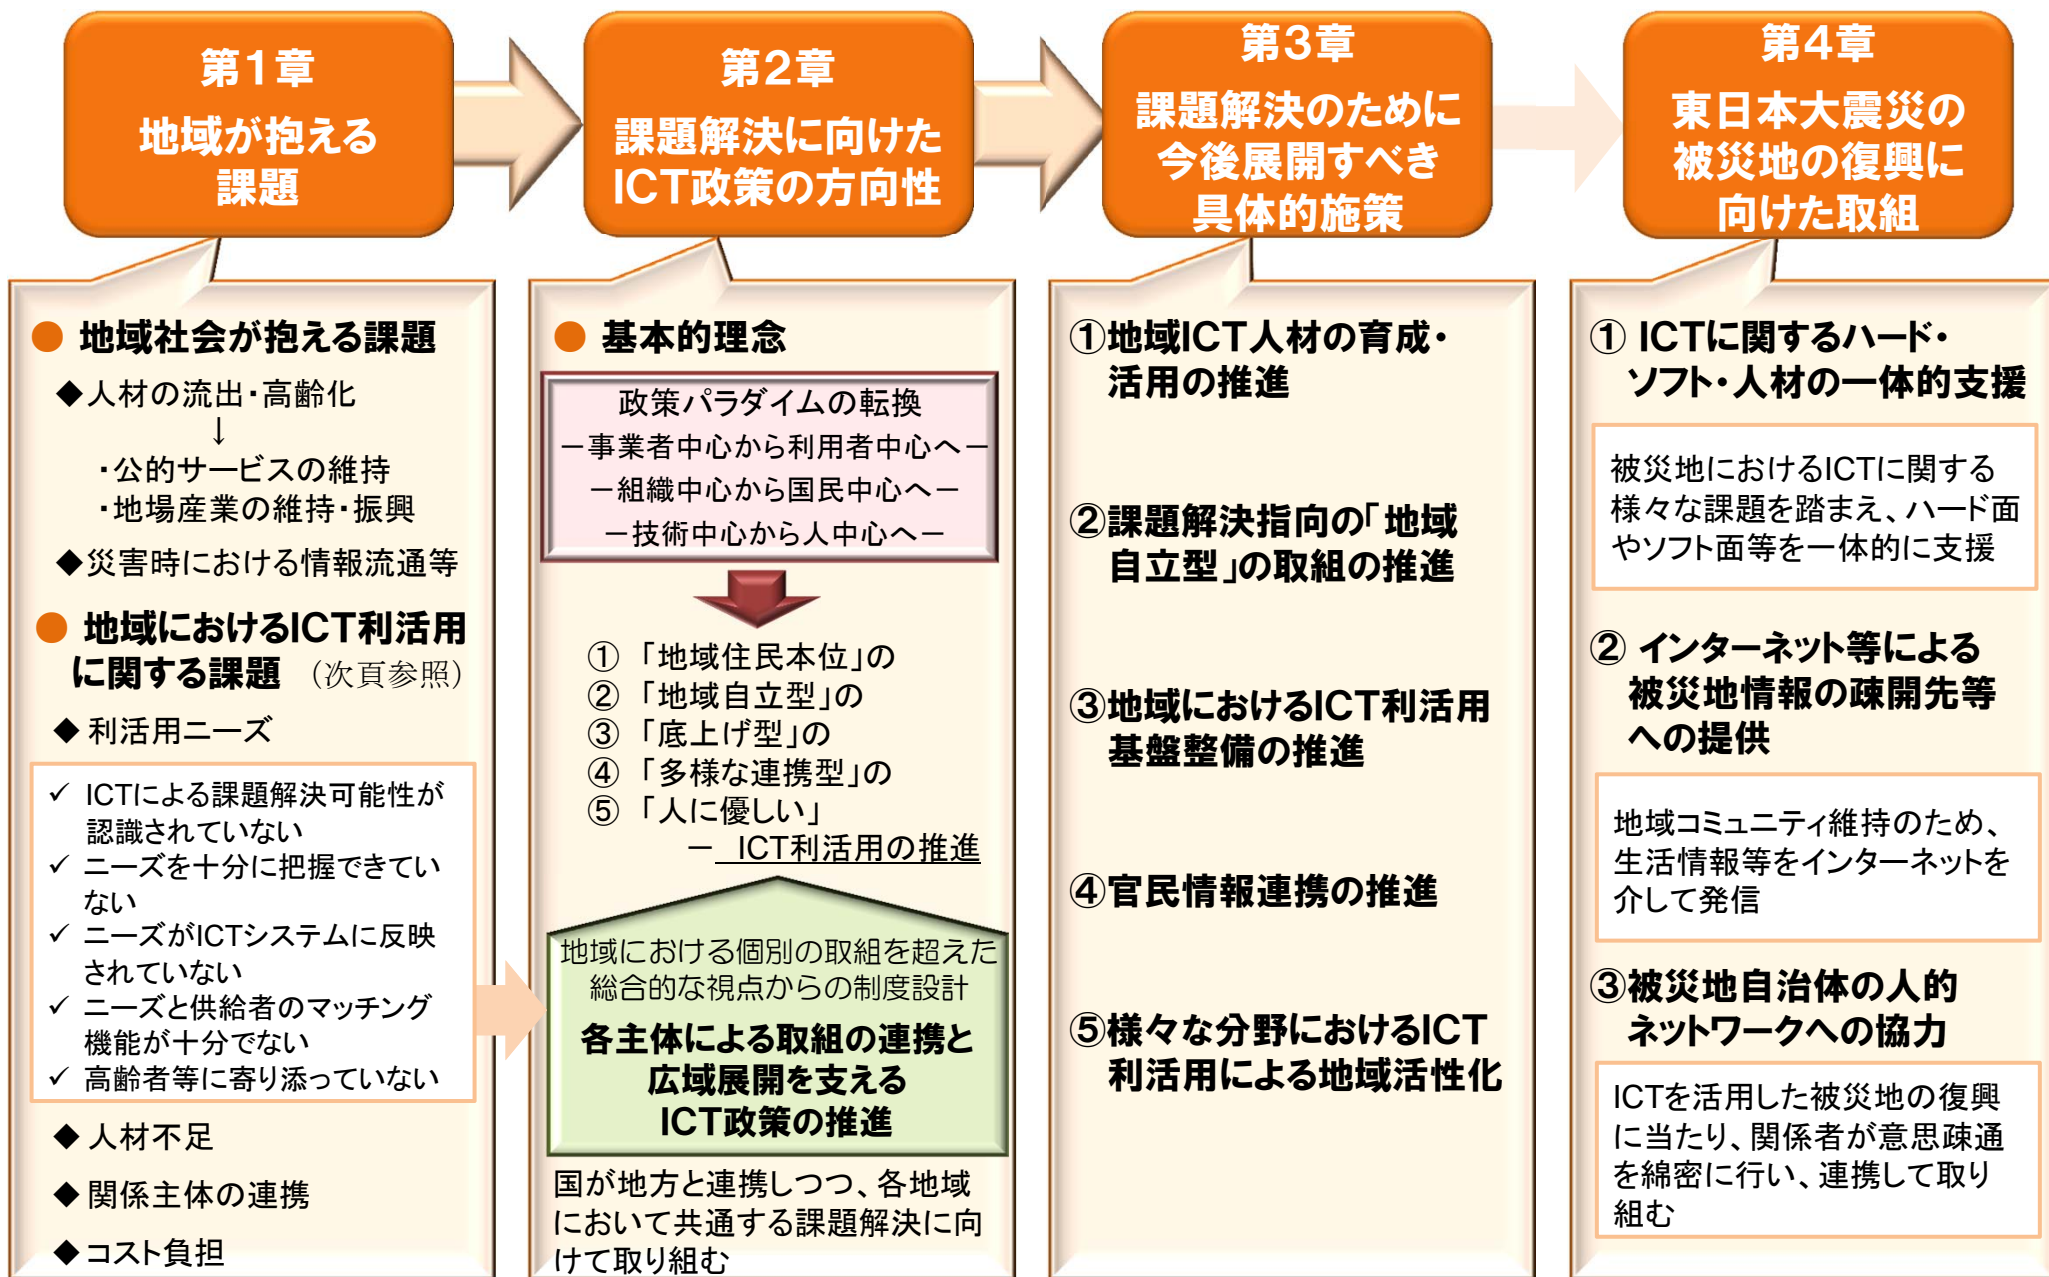 第1章
地域が抱える
課題
第2章
課題解決に向けた
ICT政策の方向性
第3章
課題解決のために
今後展開すべき
具体的施策
第4章
東日本大震災の
被災地の復興に
向けた取組
● 地域社会が抱える課題
◆人材の流出・高齢化
↓
・公的サービスの維持
・地場産業の維持・振興
◆災害時における情報流通等
● 地域におけるICT利活用
に関する課題 （次頁参照）
◆ 利活用ニーズ
✓ ICTによる課題解決可能性が
認識されていない
✓ ニーズを十分に把握できてい
ない
✓ ニーズがICTシステムに反映
されていない
✓ ニーズと供給者のマッチング
機能が十分でない
✓ 高齢者等に寄り添っていない
◆ 人材不足
◆ 関係主体の連携
◆ コスト負担
● 基本的理念
政策パラダイムの転換
－事業者中心から利用者中心へ－
－組織中心から国民中心へ－
－技術中心から人中心へ－
① 「地域住民本位」の
② 「地域自立型」の
③ 「底上げ型」の
④ 「多様な連携型」の
⑤ 「人に優しい」
－ ICT利活用の推進
地域における個別の取組を超えた
総合的な視点からの制度設計
各主体による取組の連携と
広域展開を支える
ICT政策の推進
国が地方と連携しつつ、各地域
において共通する課題解決に向
けて取り組む
①地域ICT人材の育成・
活用の推進
②課題解決指向の「地域
自立型」の取組の推進
③地域におけるICT利活用
基盤整備の推進
④官民情報連携の推進
⑤様々な分野におけるICT
利活用による地域活性化
① ICTに関するハード・
ソフト・人材の一体的支援
被災地におけるICTに関する
様々な課題を踏まえ、ハード面
やソフト面等を一体的に支援
② インターネット等による
被災地情報の疎開先等
への提供
地域コミュニティ維持のため、
生活情報等をインターネットを
介して発信
③被災地自治体の人的
ネットワークへの協力
ICTを活用した被災地の復興
に当たり、関係者が意思疎通
を綿密に行い、連携して取り
組む